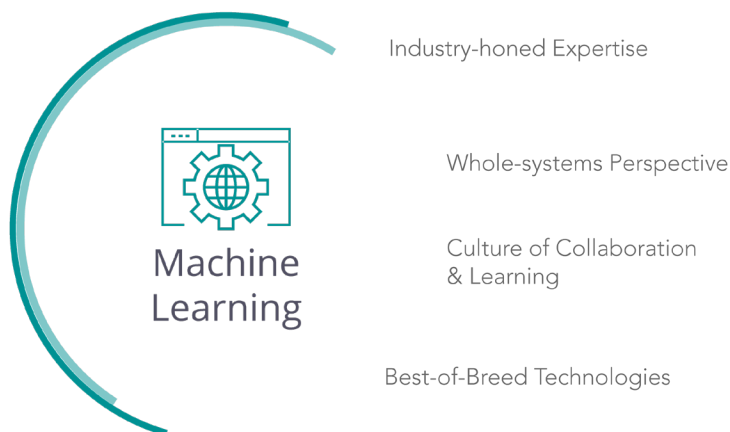 Industry-honed Expertise
Whole-systems Perspective
Machine
Learning
Culture of Collaboration
& Learning
Best-of-Breed Technologies